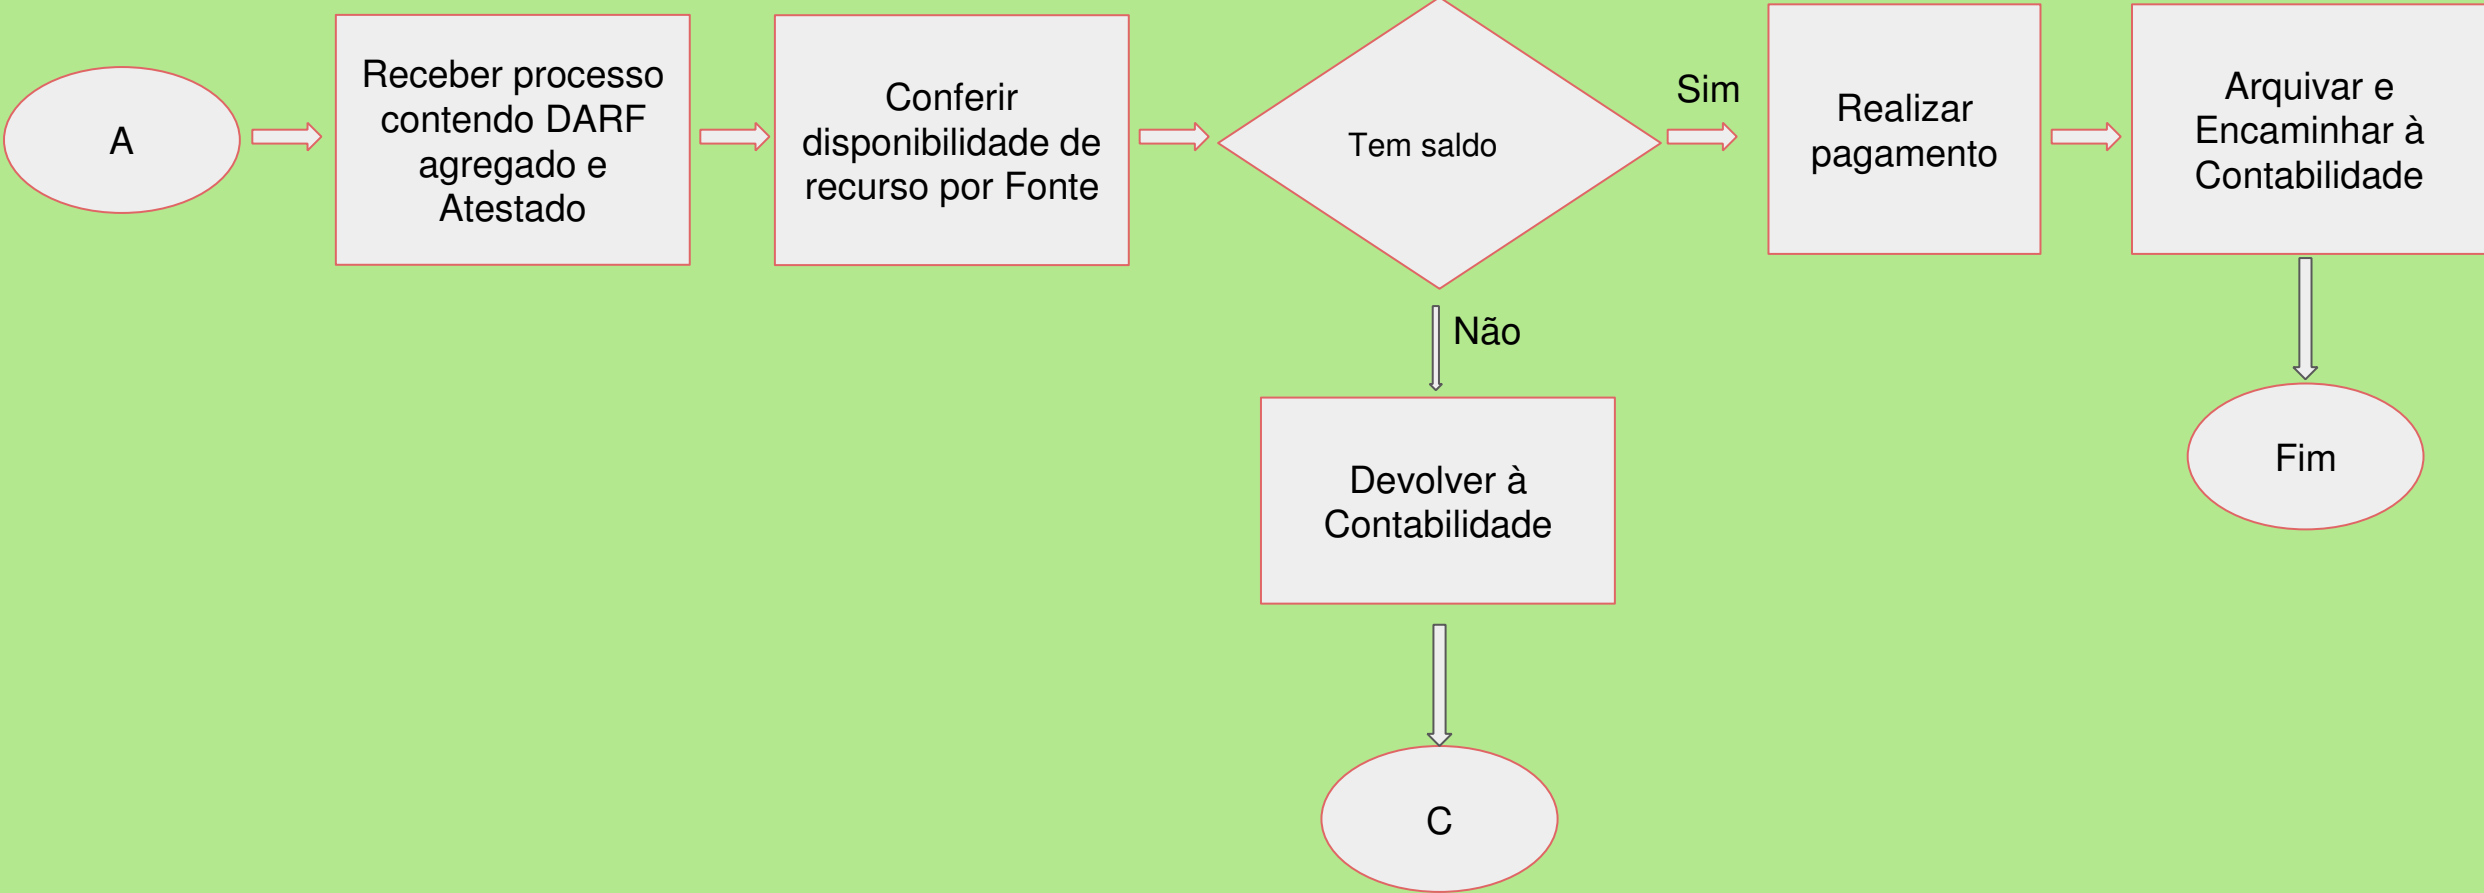 A
Receber processo
contendo DARF
agregado e
Atestado
Conferir
disponibilidade de
recurso por Fonte
Tem saldo
Sim
Realizar
pagamento
Arquivar e
Encaminhar à
Contabilidade
Não
Devolver à
Contabilidade
Fim
C